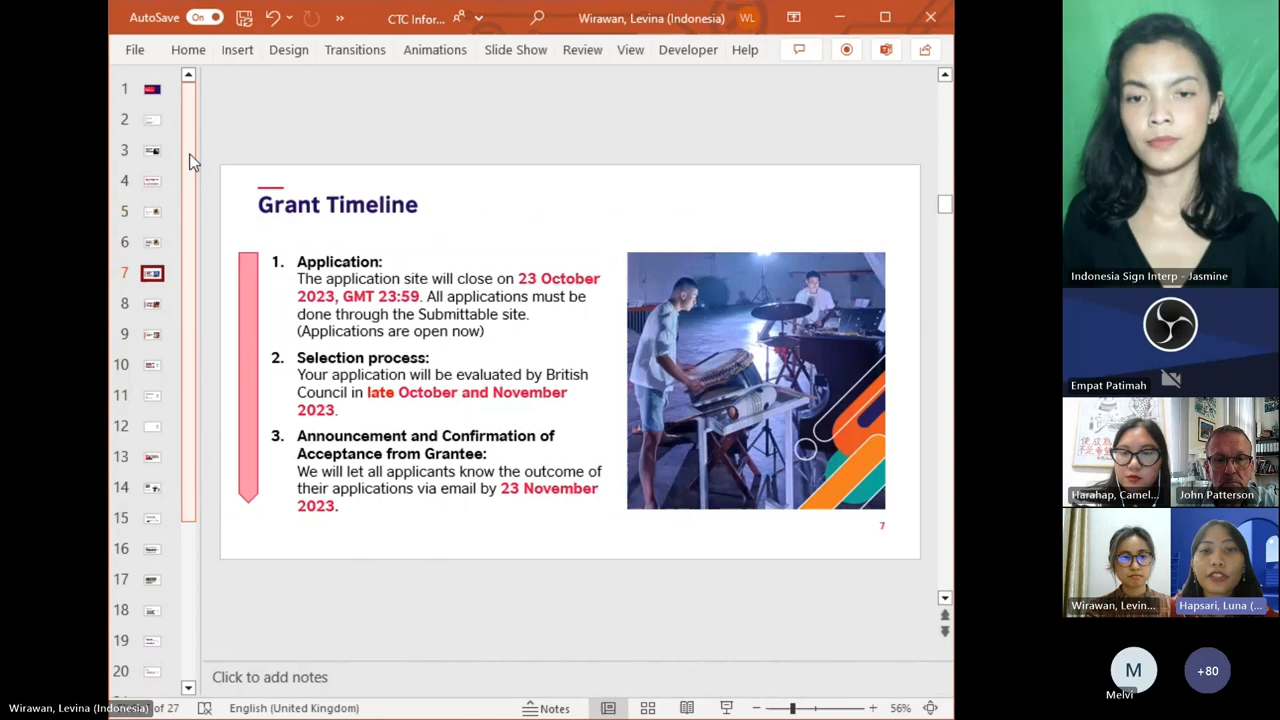 AutoSave
On
CTC Infor...
Wirawan, Levina (Indonesia)
WL
File Home Insert Design Transitions Animations Slide Show Review View Developer Help
1
2
3
4
5
6
7
8
9
10
11
12
13
14
15
16
17
18
19
20
Grant Timeline
1. Application:
The application site will close on 23 October
2023, GMT 23:59. All applications must be
done through the Submittable site.
(Applications are open now)
2. Selection process:
Your application will be evaluated by British
Council in late October and November
2023.
3. Announcement and Confirmation of
Acceptance from Grantee:
We will let all applicants know the outcome of
their applications via email by 23 November
2023.
7
Click to add notes
Wirawan, Levina (Indonesia)
of 27
English (United Kingdom)
Notes
56%
Indonesia Sign Interp - Jasmine
Empat Patimah
Harahap, Camel...
John Patterson
Wirawan, Levin...
Hapsari, Luna (...
M
Melvi
+80